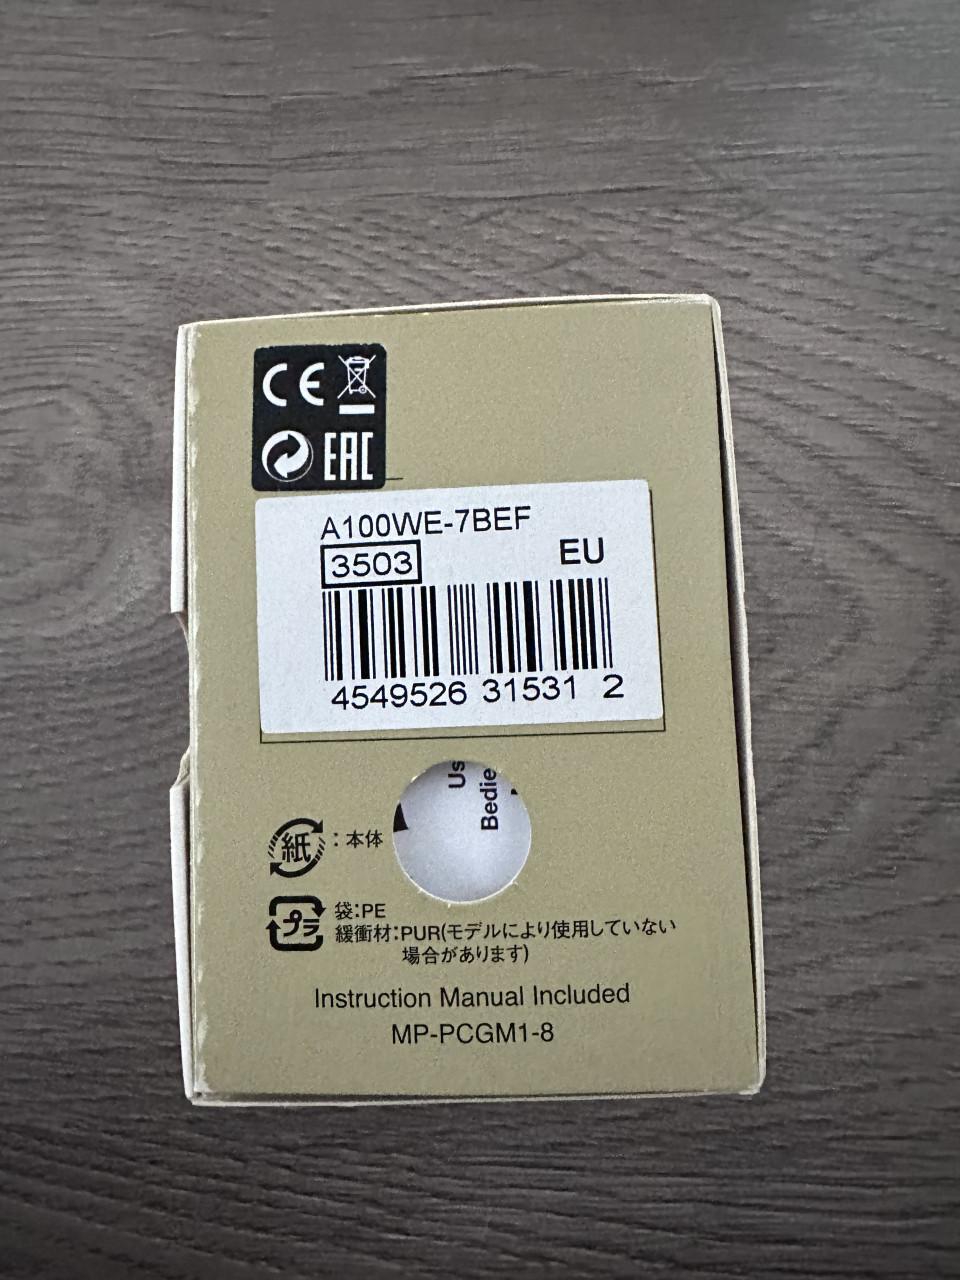 CE
EAC
A100WE-7BEF
3503
EU
4549526 31531 2
Us
Bedie
紙 : 本体
プラ 袋:PE
緩衝材:PUR(モデルにより使用していない
場合があります)
Instruction Manual Included
MP-PCGM1-8